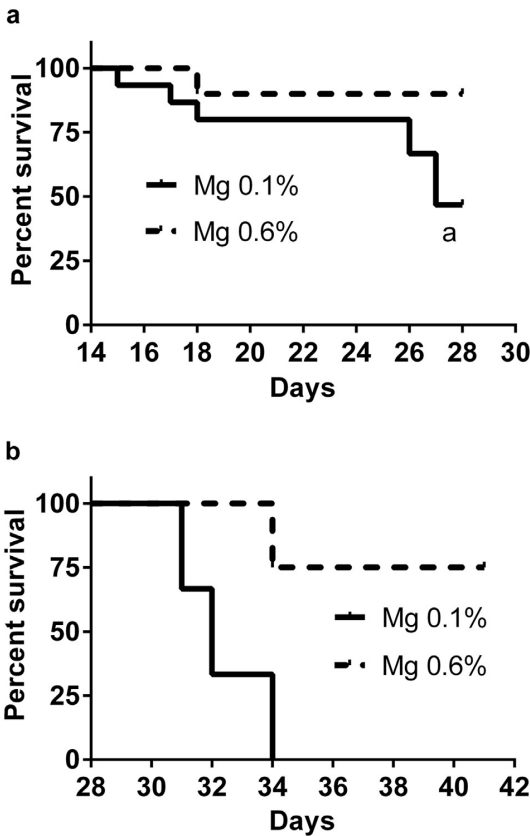 a
Percent survival
100
75
50
25
0
Mg 0.1%
Mg 0.6%
a
14 16 18 20 22 24 26 28 30
Days
b
Percent survival
100
75
50
25
0
Mg 0.1%
Mg 0.6%
28 30 32 34 36 38 40 42
Days